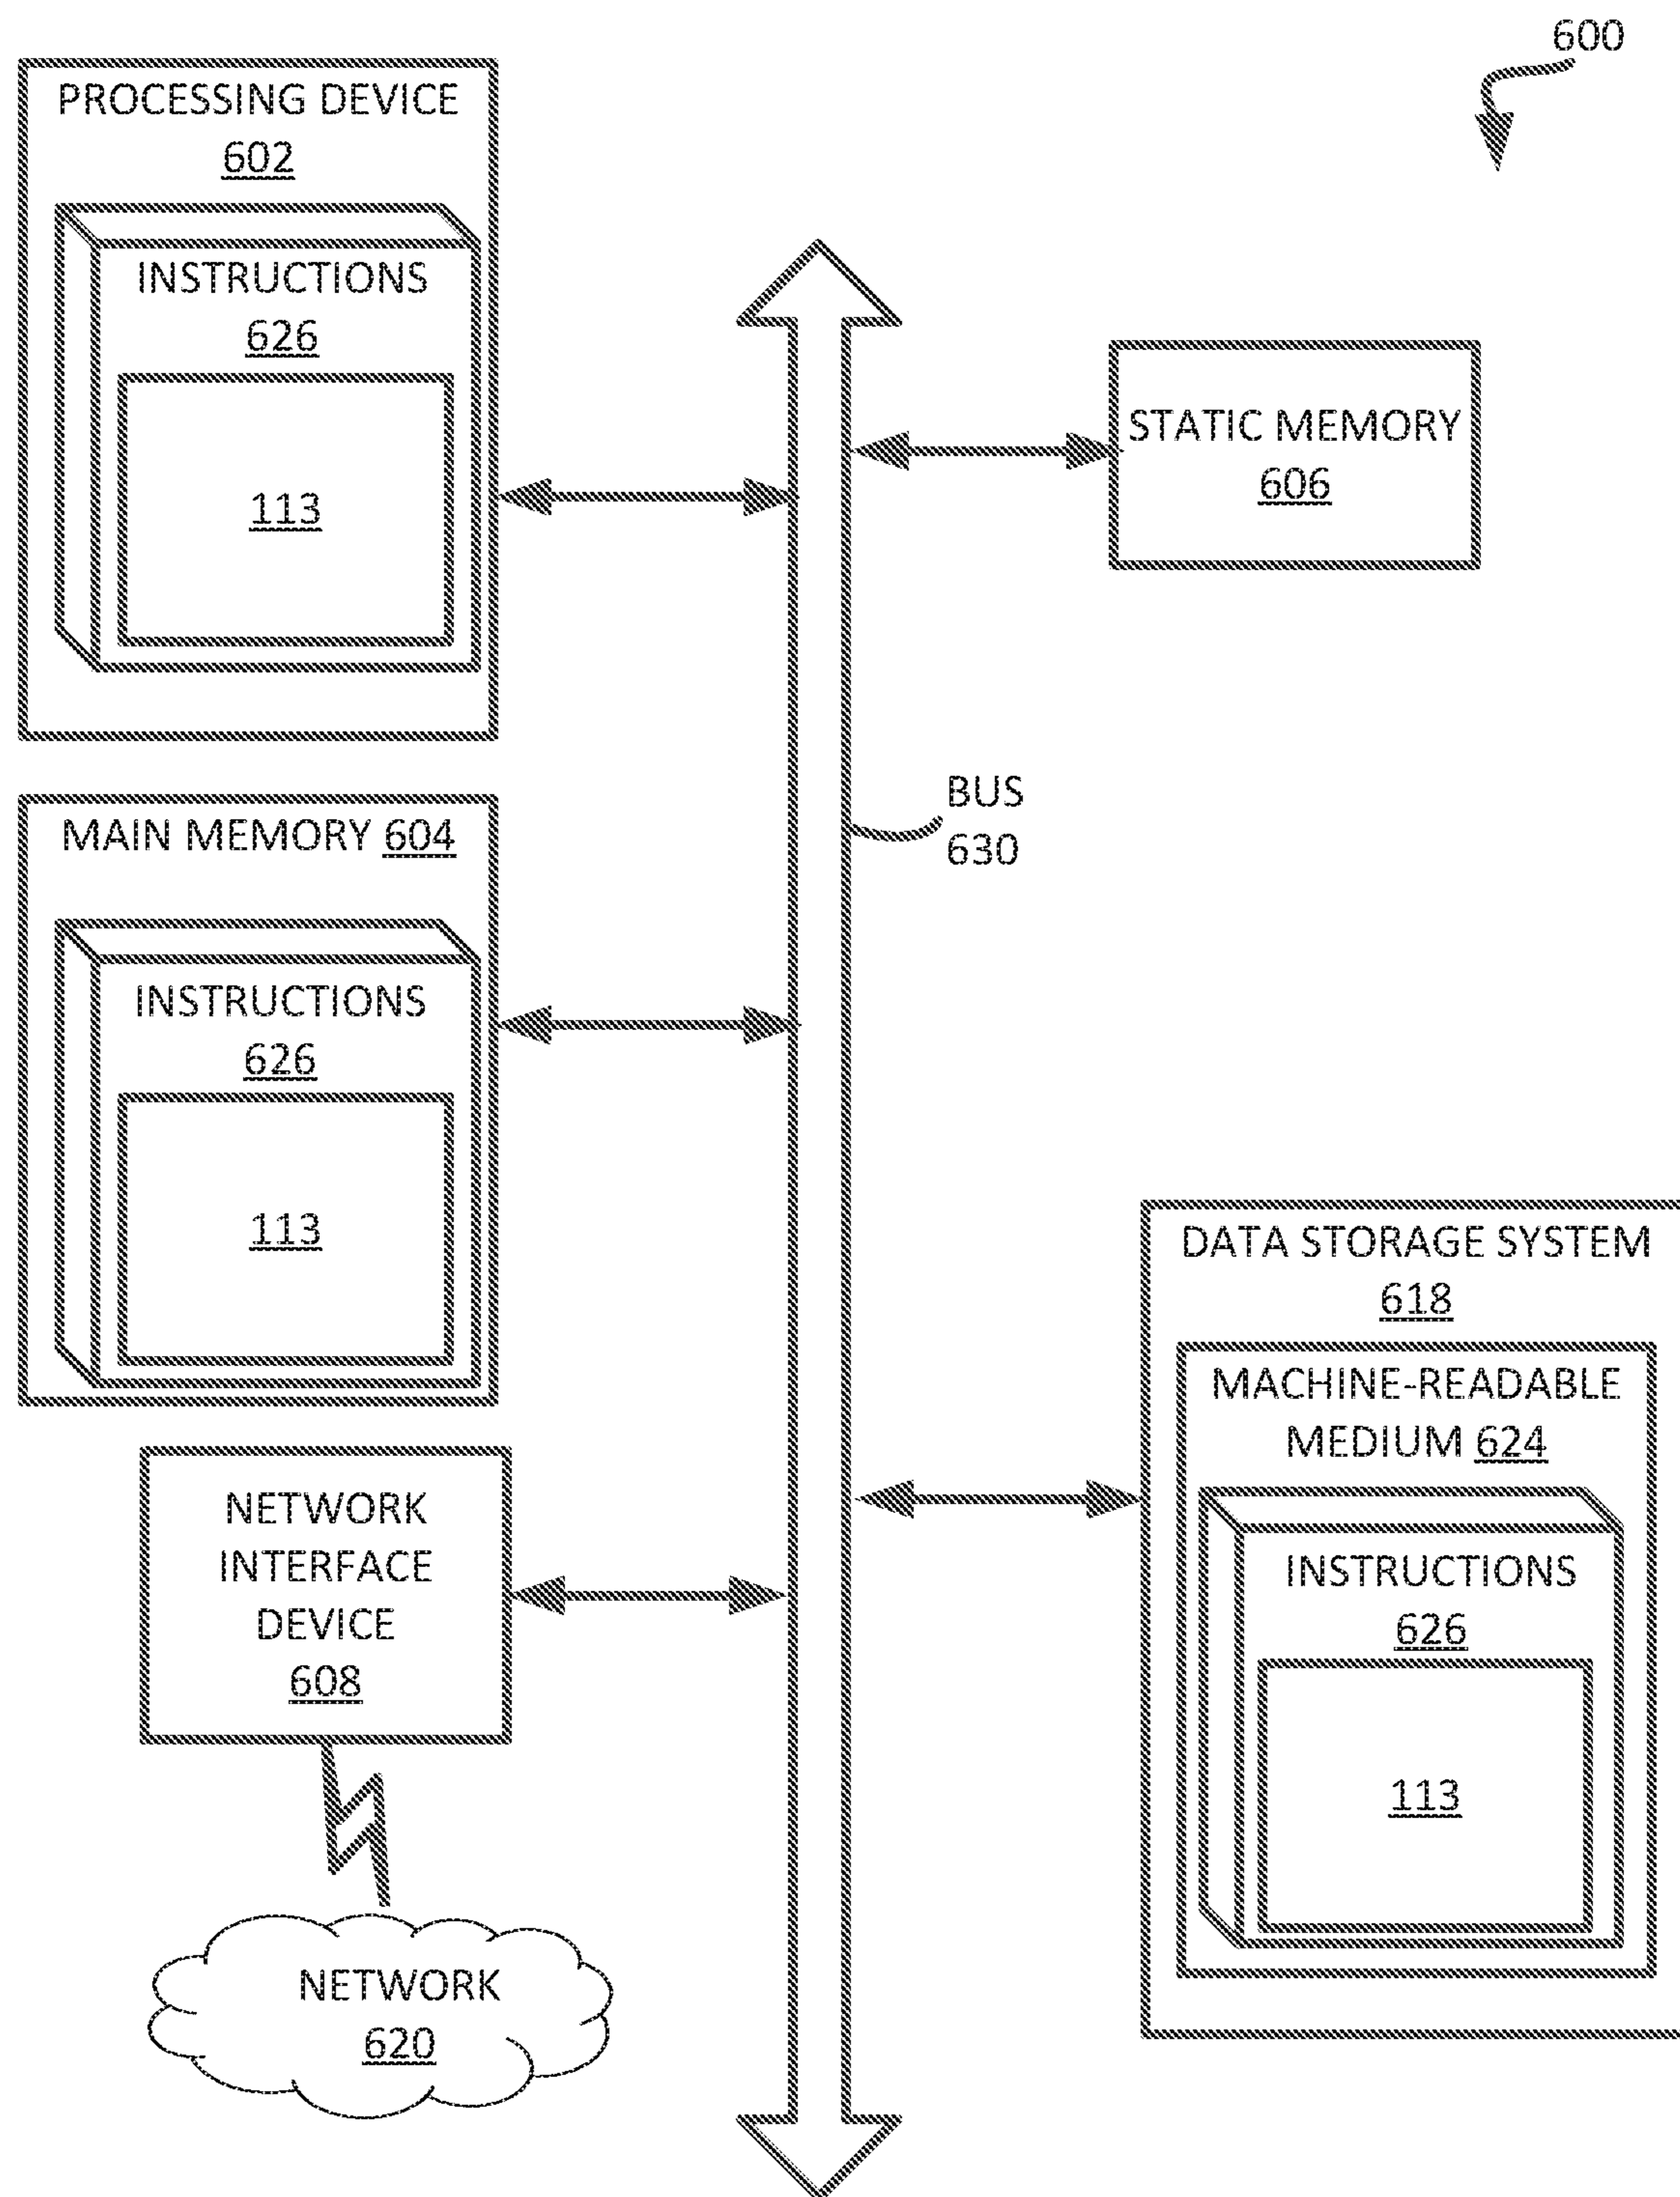 600
PROCESSING DEVICE
602
INSTRUCTIONS
626
113
STATIC MEMORY
606
BUS
630
MAIN MEMORY 604
INSTRUCTIONS
626
113
DATA STORAGE SYSTEM
618
MACHINE-READABLE
MEDIUM 624
INSTRUCTIONS
626
113
NETWORK
INTERFACE
DEVICE
608
NETWORK
620